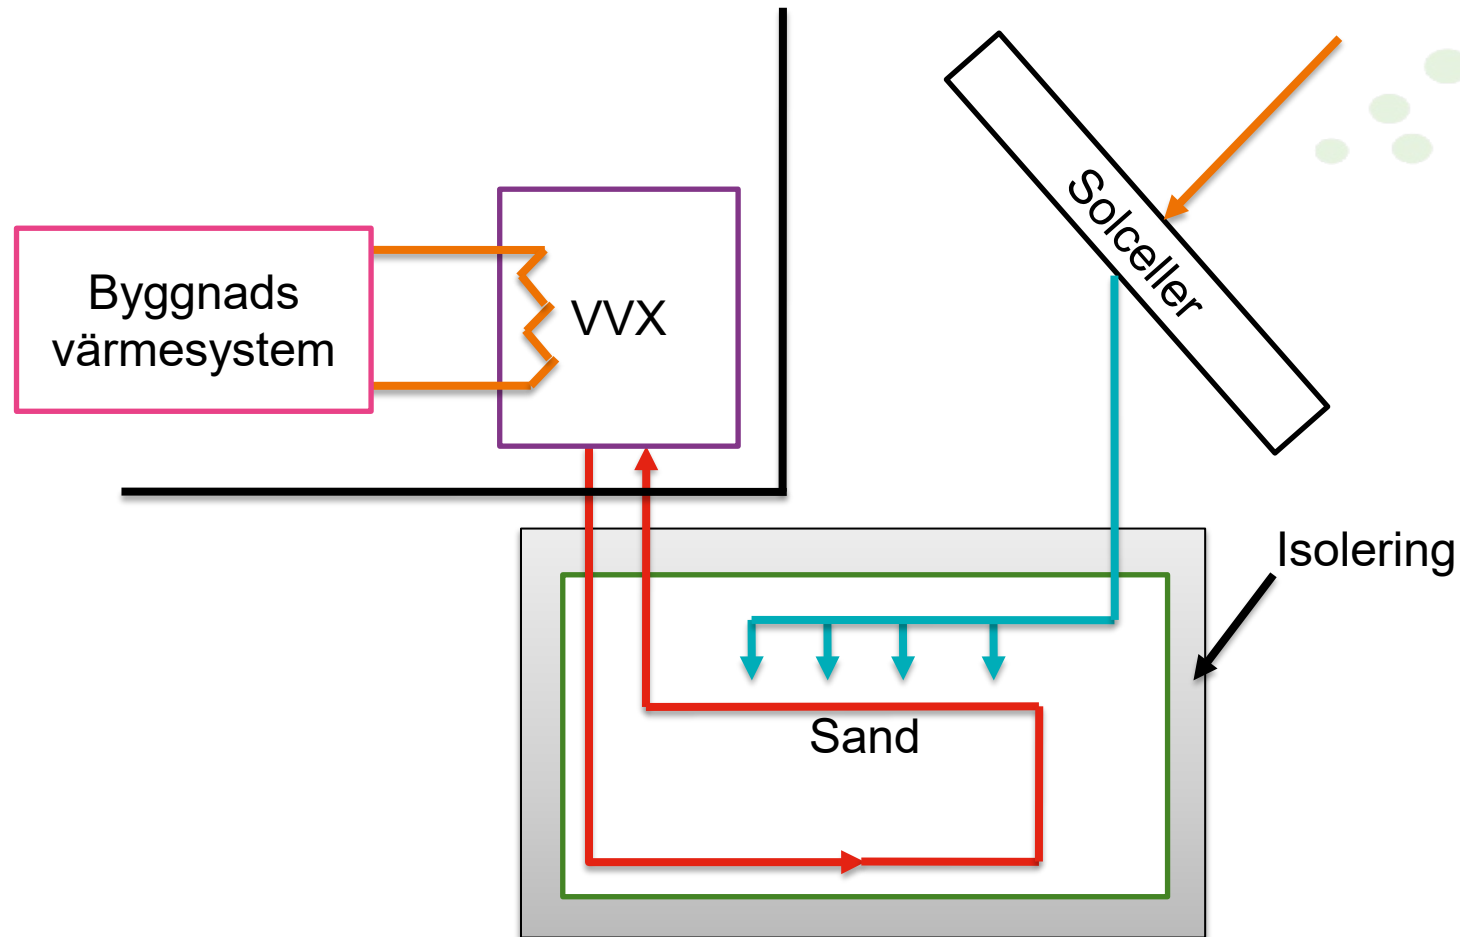 Solceller
Byggnads
värmesystem
VVX
Isolering
Sand